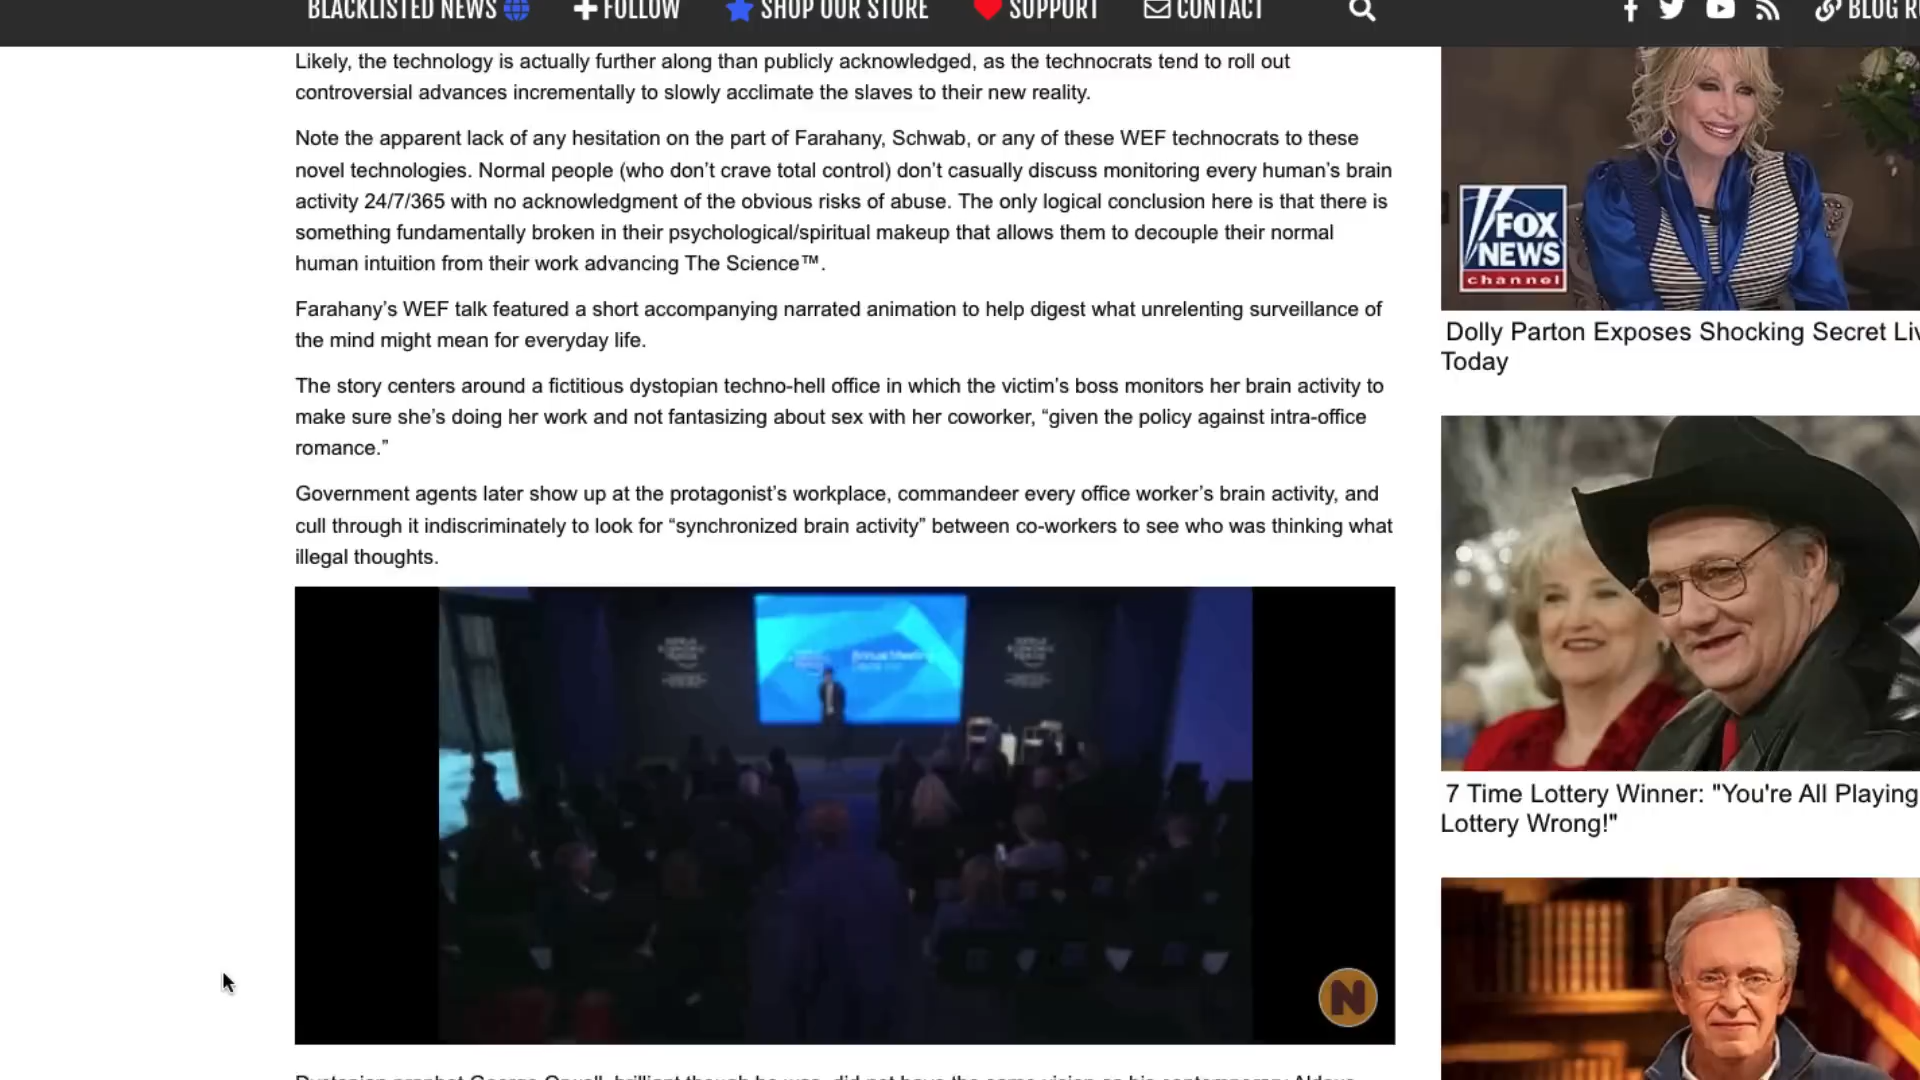 BLACKLISTED NEWS
FOLLOW
SHOP OUR STORE
SUPPORT
CONTACT
BLOG
Likely, the technology is actually further along than publicly acknowledged, as the technocrats tend to roll out
controversial advances incrementally to slowly acclimate the slaves to their new reality.
Note the apparent lack of any hesitation on the part of Farahany, Schwab, or any of these WEF technocrats to these
novel technologies. Normal people (who don’t crave total control) don’t casually discuss monitoring every human’s brain
activity 24/7/365 with no acknowledgment of the obvious risks of abuse. The only logical conclusion here is that there is
something fundamentally broken in their psychological/spiritual makeup that allows them to decouple their normal
human intuition from their work advancing The Science™.
Farahany’s WEF talk featured a short accompanying narrated animation to help digest what unrelenting surveillance of
the mind might mean for everyday life.
The story centers around a fictitious dystopian techno-hell office in which the victim’s boss monitors her brain activity to
make sure she’s doing her work and not fantasizing about sex with her coworker, “given the policy against intra-office
romance.”
Government agents later show up at the protagonist’s workplace, commandeer every office worker’s brain activity, and
cull through it indiscriminately to look for “synchronized brain activity” between co-workers to see who was thinking what
illegal thoughts.
N
FOX
NEWS
channel
Dolly Parton Exposes Shocking Secret
Today
7 Time Lottery Winner: "You're All Playing
Lottery Wrong!"